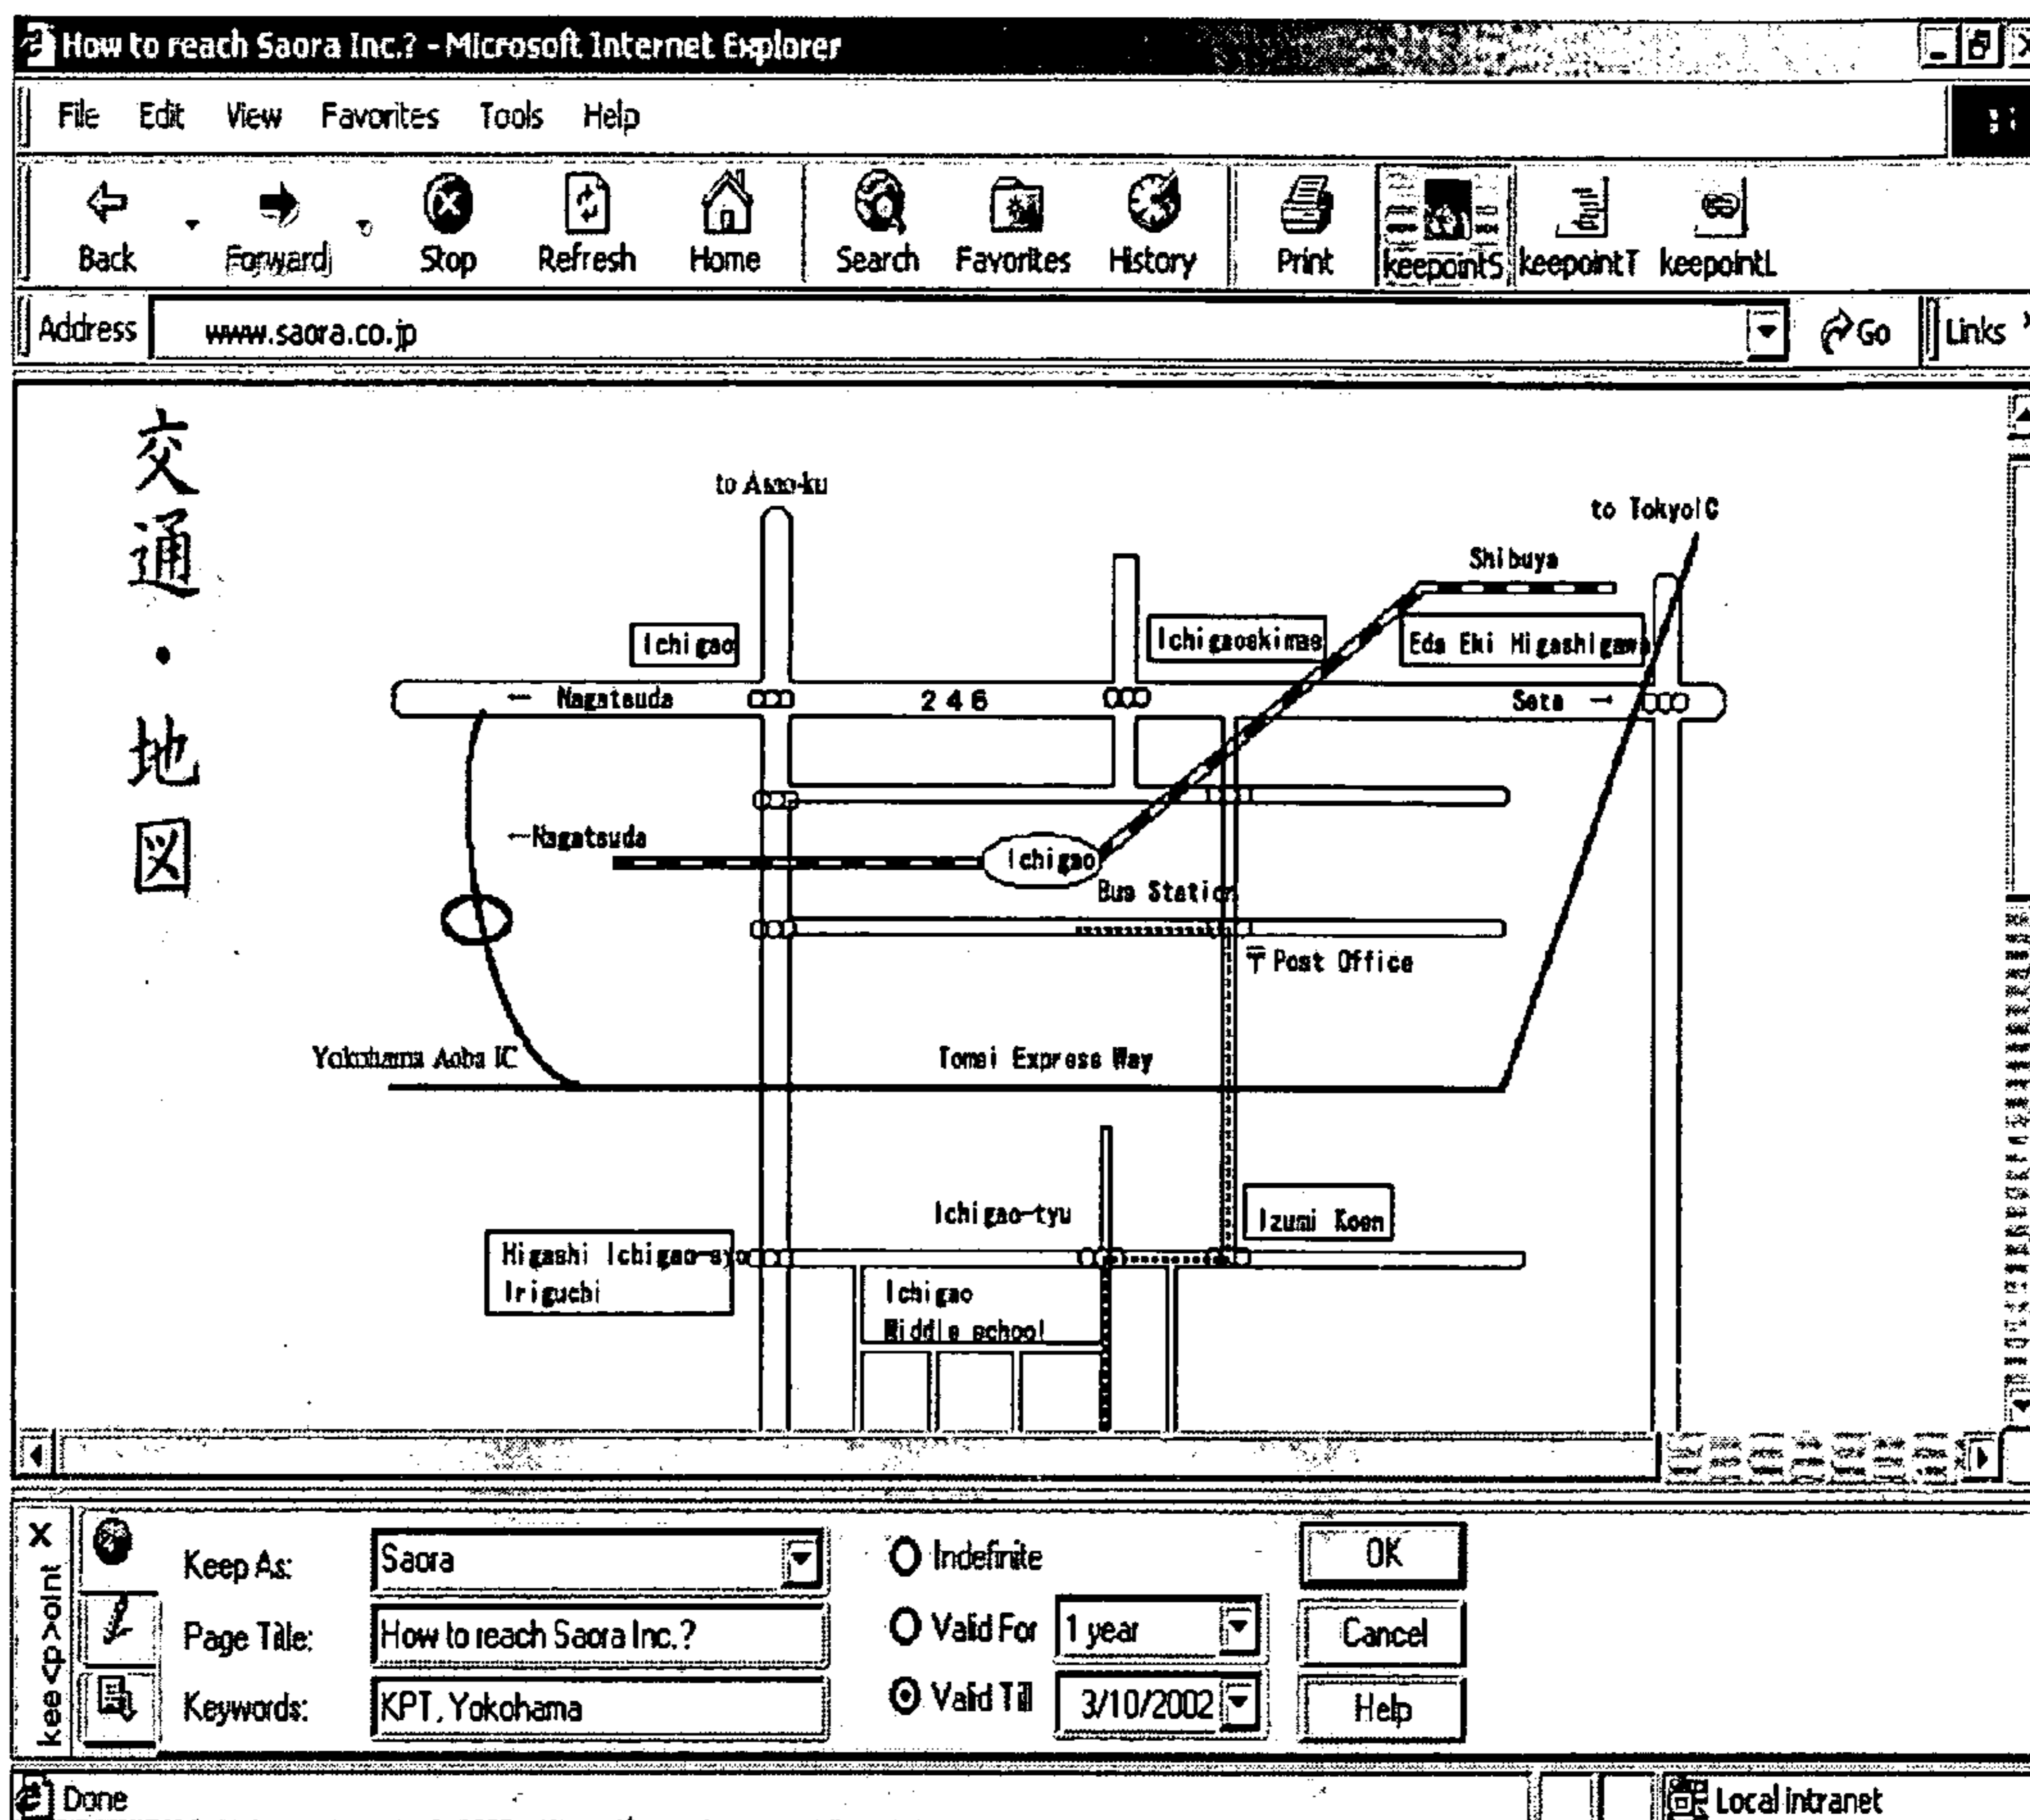 How to reach Saora Inc.? - Microsoft Internet Explorer
File Edit View Favorites Tools Help
Back Forward Stop Refresh Home Search Favorites History Print keepointS keepointT keepointL
Address www.saora.co.jp Go Links
交通・地図
to Asao-ku
to TokyoIC
Shibuya
Ichigao
Ichigaoekimae
Eda Eki Higashigawa
← Nagatsuda
246
Seta →
←Nagatsuda
Ichigao
Bus Station
〒Post Office
Yokohama Aoba IC
Tomei Express Way
Ichigao-tyu
Izumi Koen
Higashi Ichigao-syo
Iriguchi
Ichigao
Middle school
kee<p>oint
Keep As: Saora
Indefinite
OK
Page Title: How to reach Saora Inc.?
Valid For 1 year
Cancel
Keywords: KPT, Yokohama
Valid Till 3/10/2002
Help
Done
Local intranet